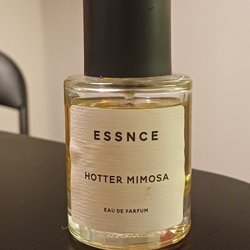 ESSNCE
HOTTER MIMOSA
EAU DE PARFUM